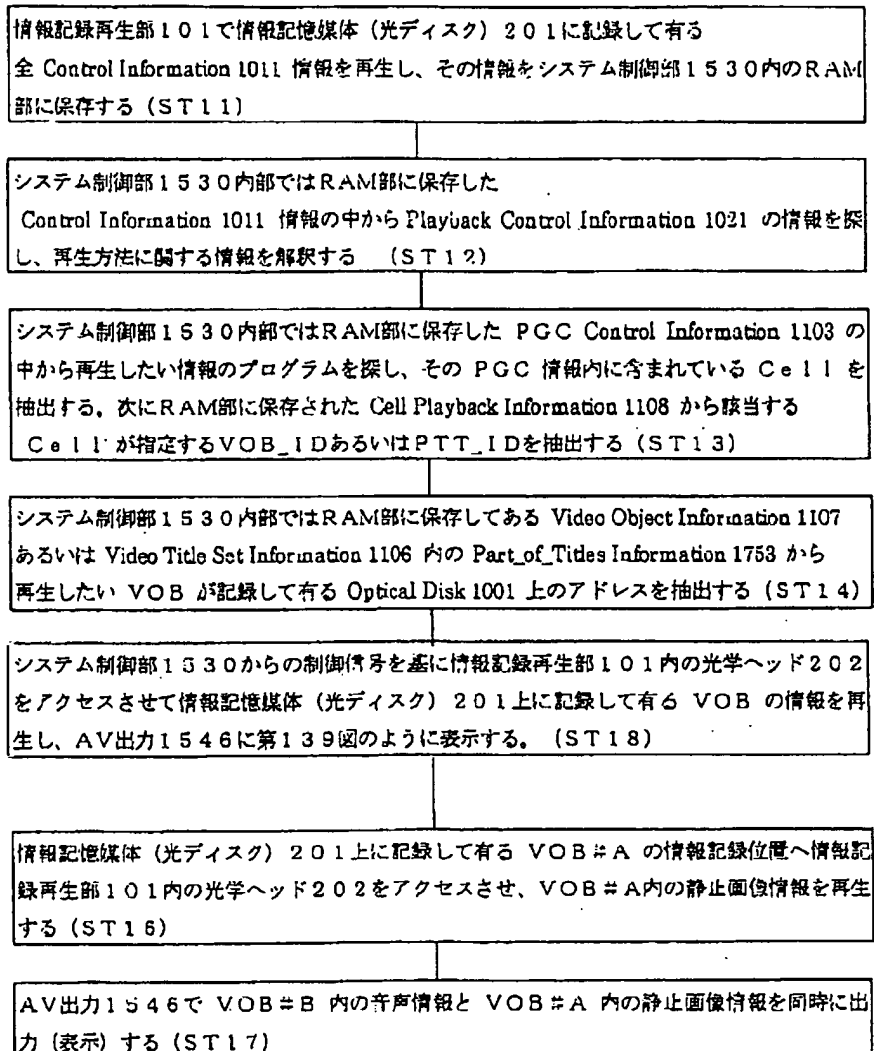 情報記録再生部101で情報記憶媒体（光ディスク）201に記録して有る
全 Control Information 1011 情報を再生し、その情報をシステム制御部1530内のRAM
部に保存する（ST11）
システム制御部1530内部ではRAM部に保存した
Control Information 1011 情報の中から Playback Control Information 1021 の情報を探
し、再生方法に関する情報を解釈する （ST12）
システム制御部1530内部ではRAM部に保存した PGC Control Information 1103 の
中から再生したい情報のプログラムを探し、その PGC 情報内に含まれている Cell を
抽出する。次にRAM部に保存された Cell Playback Information 1108 から該当する
Cell が指定するVOB_IDあるいはPTT_IDを抽出する（ST13）
システム制御部1530内部ではRAM部に保存してある Video Object Information 1107
あるいは Video Title Set Information 1106 内の Part_of_Titles Information 1753 から
再生したい VOB が記録して有る Optical Disk 1001 上のアドレスを抽出する（ST14）
システム制御部1530からの制御信号を基に情報記録再生部101内の光学ヘッド202
をアクセスさせて情報記憶媒体（光ディスク）201上に記録して有る VOB の情報を再
生し、AV出力1546に第139図のように表示する。（ST18）
情報記憶媒体（光ディスク）201上に記録して有る VOB#A の情報記録位置へ情報記
録再生部101内の光学ヘッド202をアクセスさせ、VOB#A内の静止画像情報を再生
する（ST16）
AV出力1546で VOB#B 内の音声情報と VOB#A 内の静止画像情報を同時に出
力（表示）する（ST17）